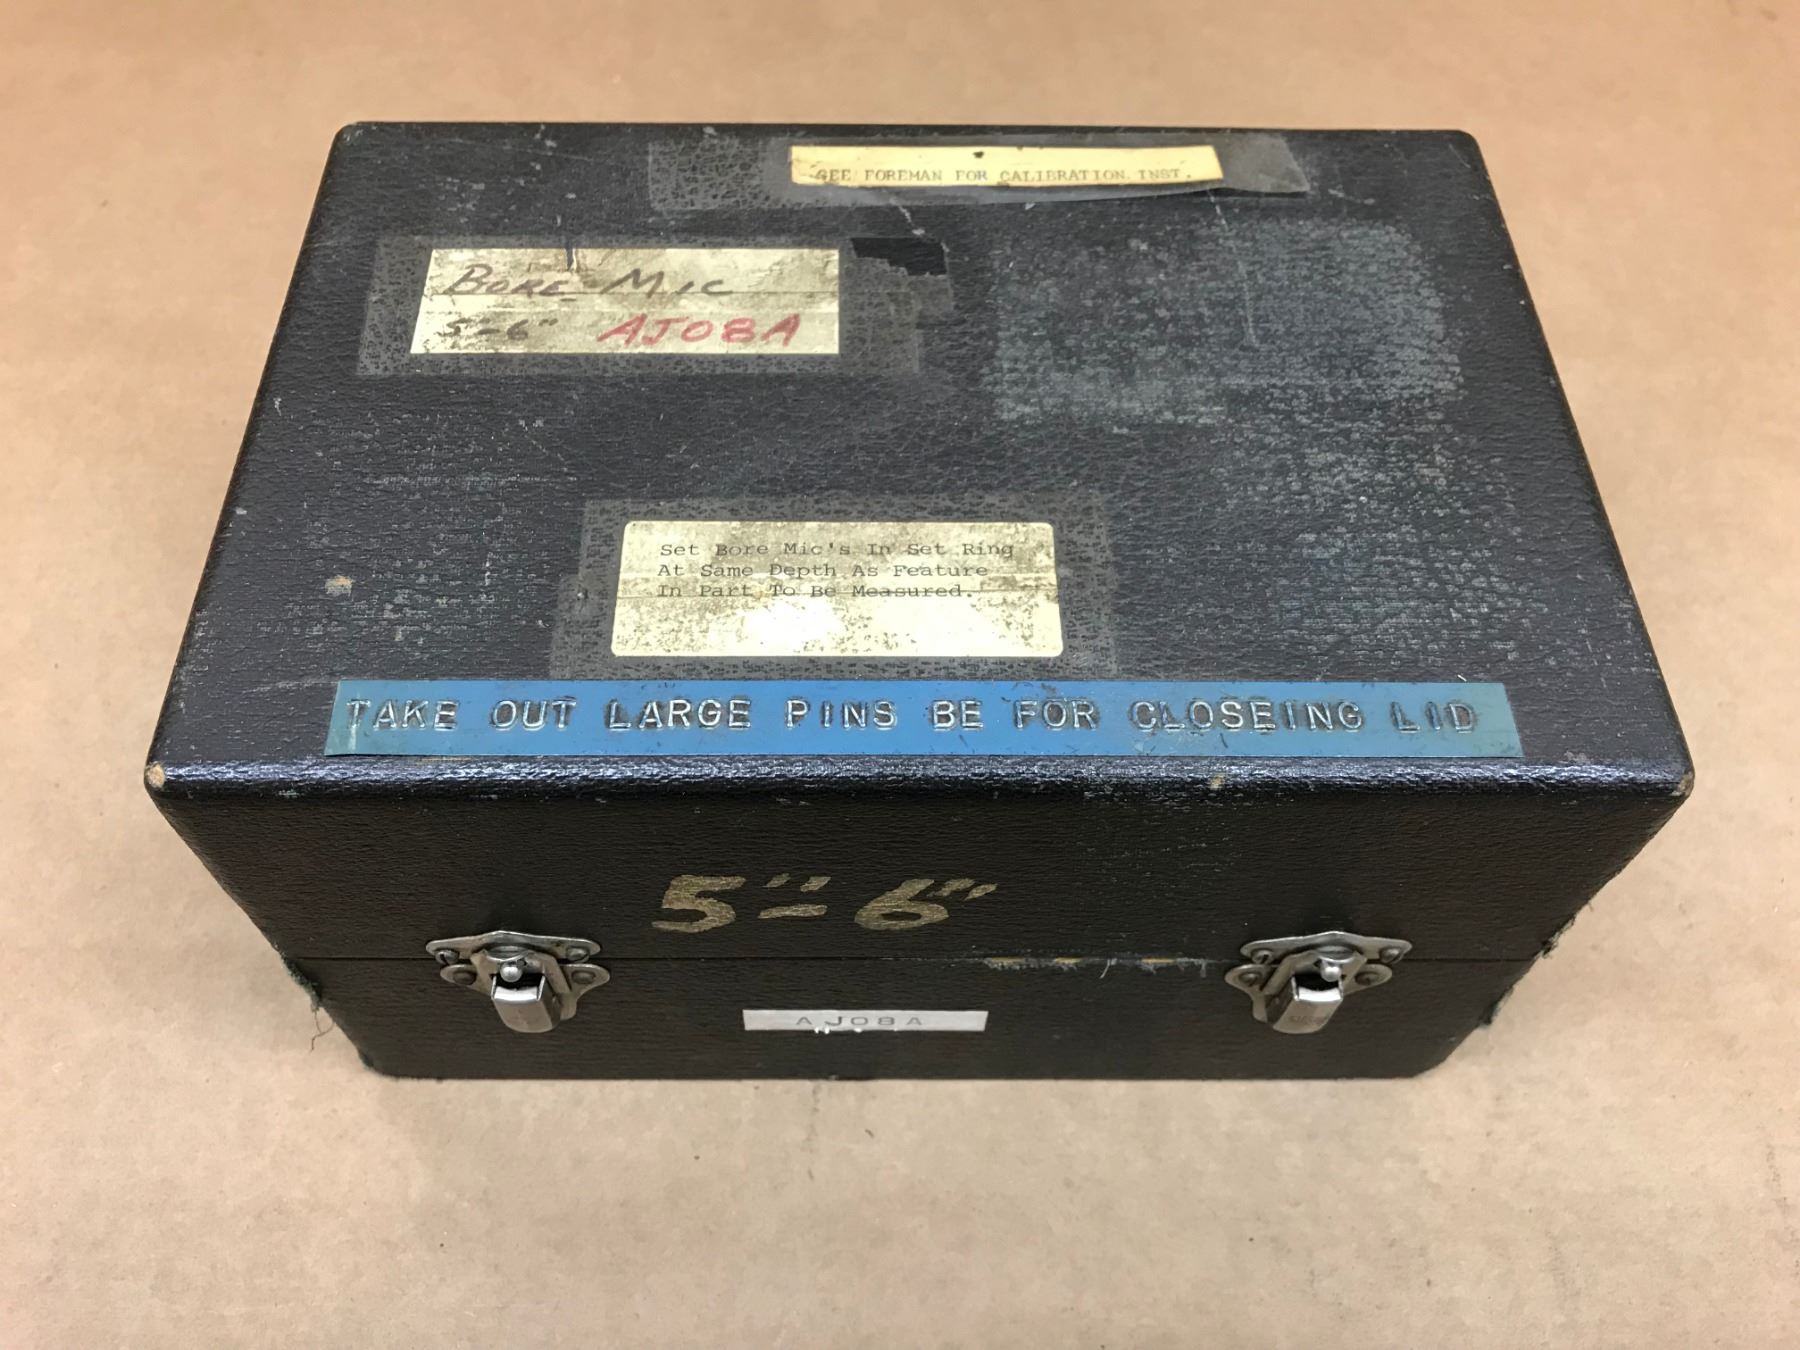 SEE FOREMAN FOR CALIBRATION INST.
BORE MIC
5-6" AJ08A
Set Bore Mic's In Set Ring
At Same Depth As Feature
In Part To Be Measured.
TAKE OUT LARGE PINS BE FOR CLOSEING LID
5"-6"
AJ08A